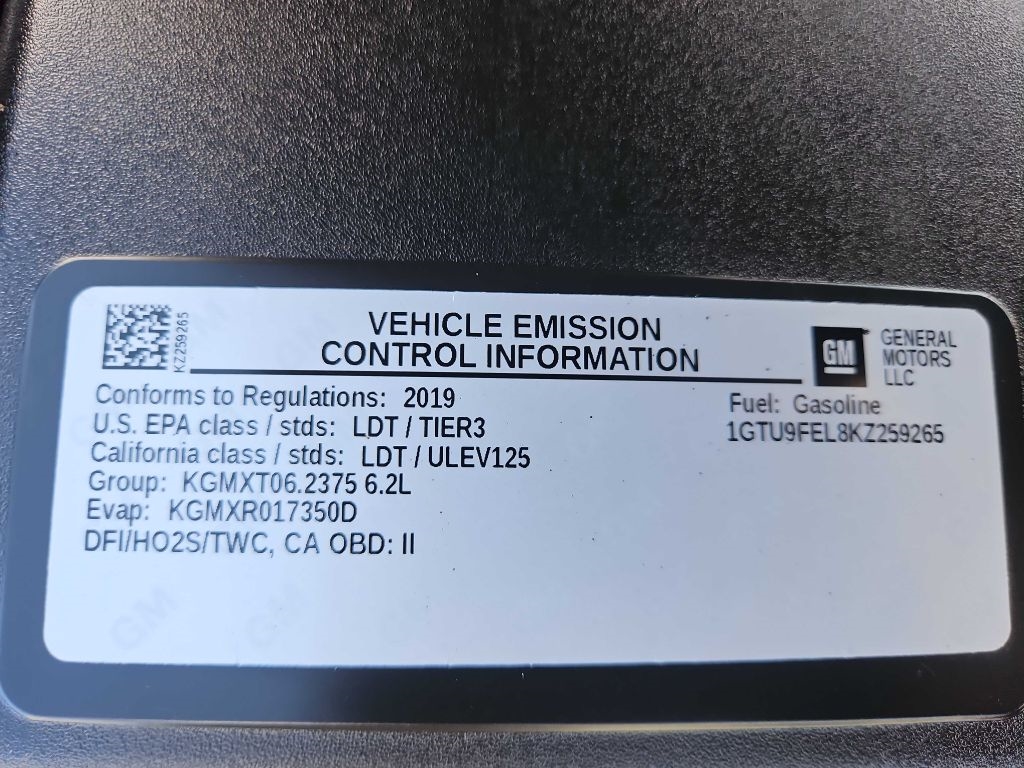 KZ259265
VEHICLE EMISSION
CONTROL INFORMATION
GM
GENERAL
MOTORS
LLC
Conforms to Regulations: 2019
U.S. EPA class / stds: LDT / TIER3
California class / stds: LDT / ULEV125
Group: KGMXT06.2375 6.2L
Evap: KGMXR017350D
DFI/HO2S/TWC, CA OBD: II
Fuel: Gasoline
1GTU9FEL8KZ259265
GM
GM